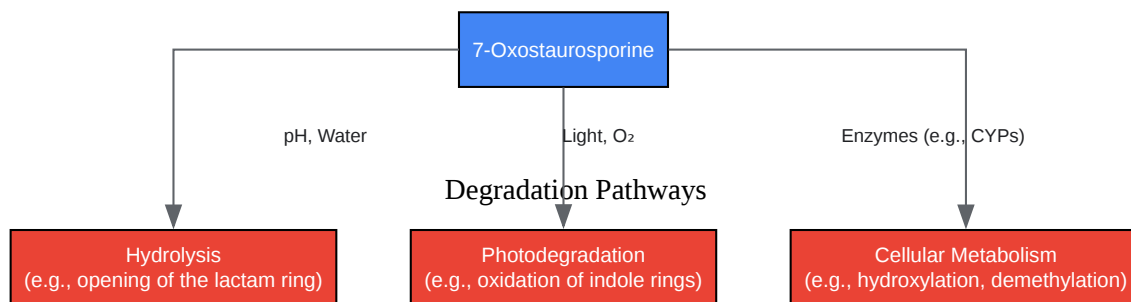 7-Oxostaurosporine
pH, Water
Light, O₂
Enzymes (e.g., CYPs)
Degradation Pathways
Hydrolysis
(e.g., opening of the lactam ring)
Photodegradation
(e.g., oxidation of indole rings)
Cellular Metabolism
(e.g., hydroxylation, demethylation)